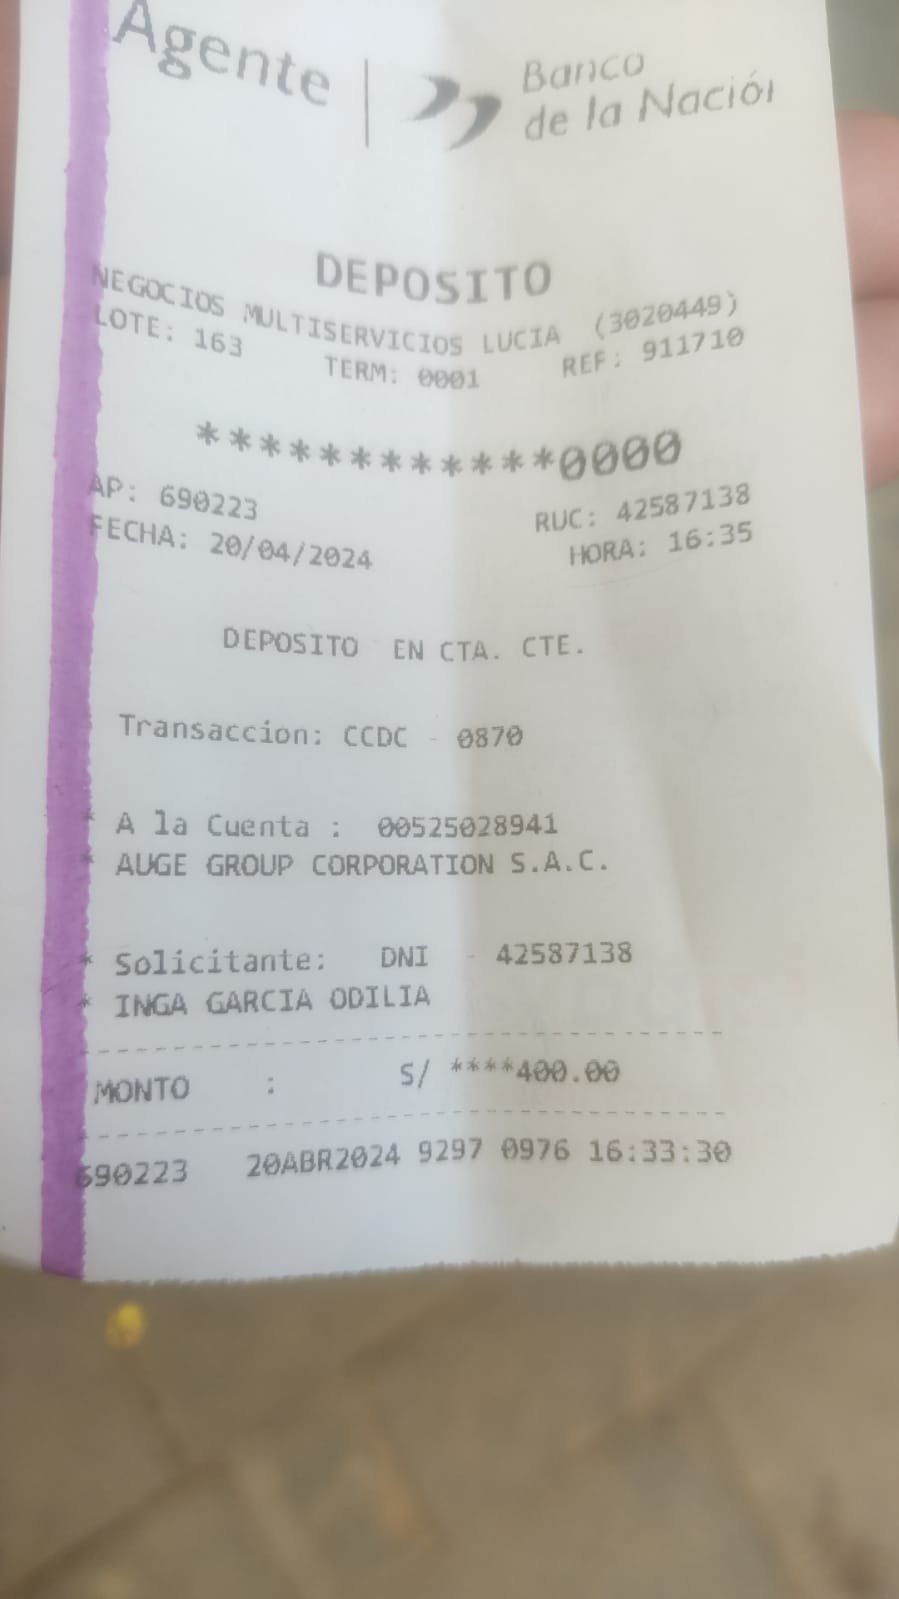 Agente
Banco
de la Nación
DEPOSITO
NEGOCIOS MULTISERVICIOS LUCIA (3020449)
LOTE: 163 TERM: 0001 REF: 911710
************0000
AP: 690223 RUC: 42587138
FECHA: 20/04/2024 HORA: 16:35
DEPOSITO EN CTA. CTE.
Transaccion: CCDC - 0870
* A la Cuenta : 00525028941
* AUGE GROUP CORPORATION S.A.C.
* Solicitante: DNI - 42587138
* INGA GARCIA ODILIA
MONTO : S/ ****400.00
690223 20ABR2024 9297 0976 16:33:30